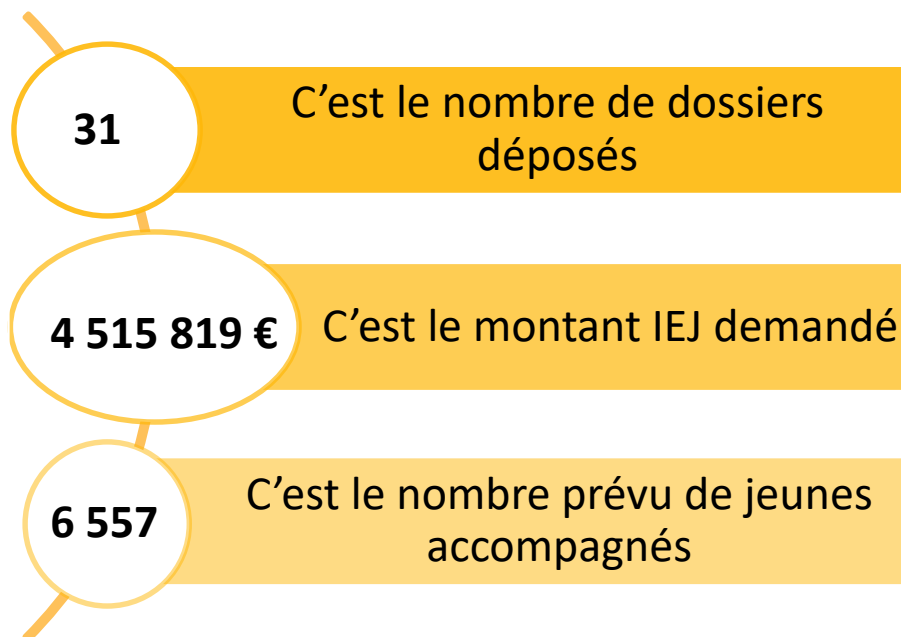 31
C’est le nombre de dossiers
déposés
4 515 819 €
C’est le montant IEJ demandé
6 557
C’est le nombre prévu de jeunes
accompagnés